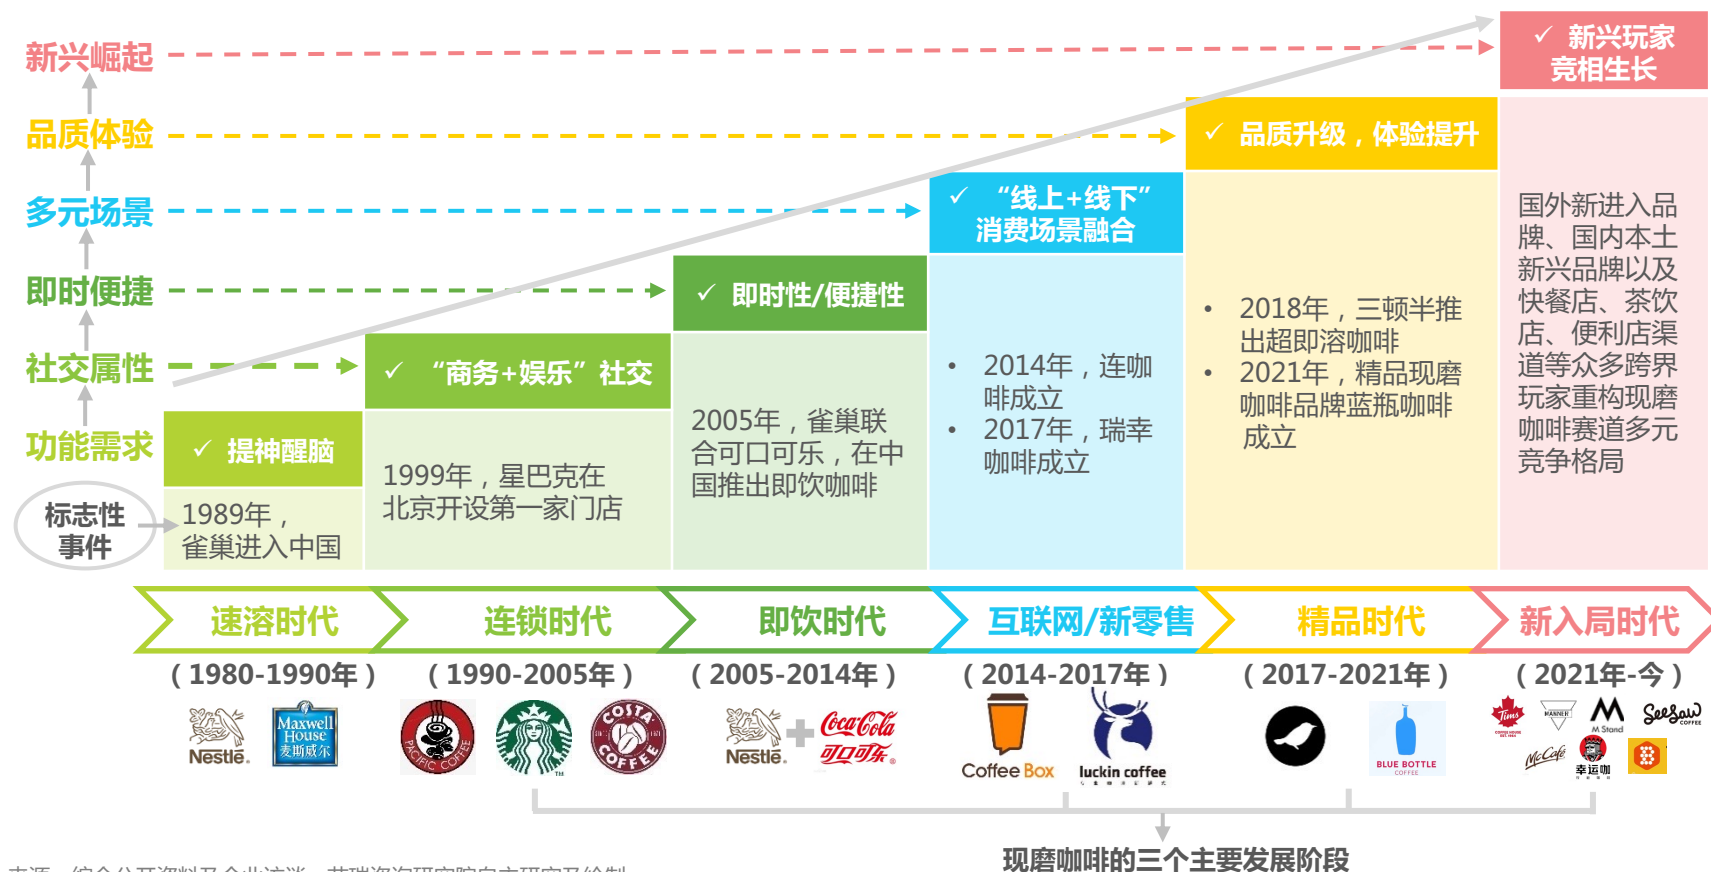 新兴崛起
品质体验
多元场景
即时便捷
社交属性
功能需求
标志性
事件
✓ 提神醒脑
1989年，
雀巢进入中国
✓ “商务+娱乐”社交
1999年，星巴克在
北京开设第一家门店
✓ 即时性/便捷性
2005年，雀巢联
合可口可乐，在中
国推出即饮咖啡
✓ “线上+线下”
消费场景融合
• 2014年，连咖
啡成立
• 2017年，瑞幸
咖啡成立
✓ 品质升级，体验提升
• 2018年，三顿半推
出超即溶咖啡
• 2021年，精品现磨
咖啡品牌蓝瓶咖啡
成立
✓ 新兴玩家
竞相生长
国外新进入品
牌、国内本土
新兴品牌以及
快餐店、茶饮
店、便利店渠
道等众多跨界
玩家重构现磨
咖啡赛道多元
竞争格局
速溶时代
连锁时代
即饮时代
互联网/新零售
精品时代
新入局时代
（1980-1990年）
（1990-2005年）
（2005-2014年）
（2014-2017年）
（2017-2021年）
（2021年-今）
Nestlé.
Maxwell
House
麦斯威尔
PACIFIC COFFEE
COSTA
COFFEE
Nestlé.
Coca-Cola
可口可乐
Coffee Box
luckin coffee
BLUE BOTTLE
COFFEE
Tims
MANNER
M Stand
SeeSaw
COFFEE
McCafé
幸运咖
现磨咖啡的三个主要发展阶段